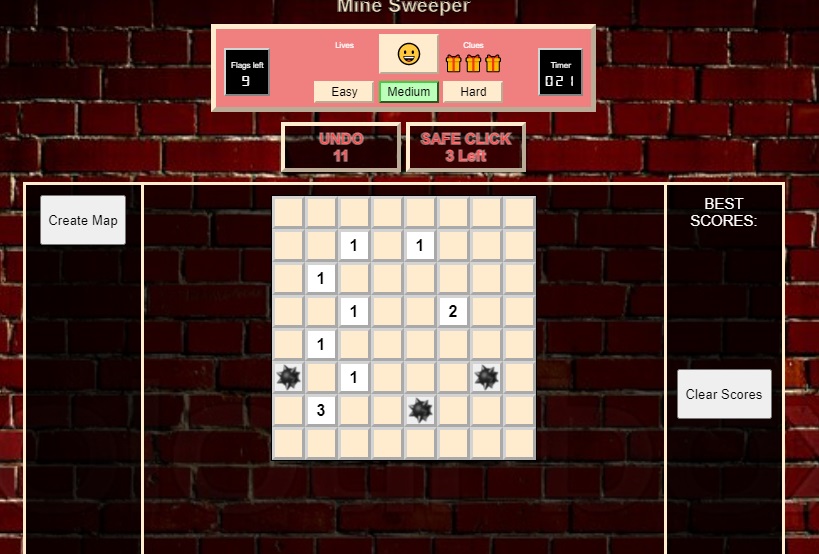 Mine Sweeper
Lives
Clues
Flags left
9
Timer
021
Easy
Medium
Hard
UNDO
11
SAFE CLICK
3 Left
Create Map
BEST
SCORES:
1 1
1
1 2
1
1
3
Clear Scores